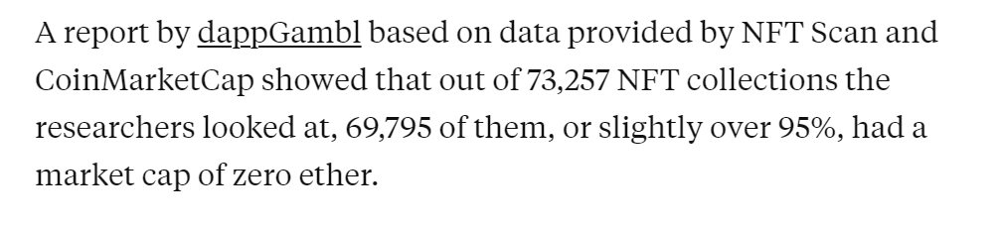 A report by dappGambl based on data provided by NFT Scan and
CoinMarketCap showed that out of 73,257 NFT collections the
researchers looked at, 69,795 of them, or slightly over 95%, had a
market cap of zero ether.